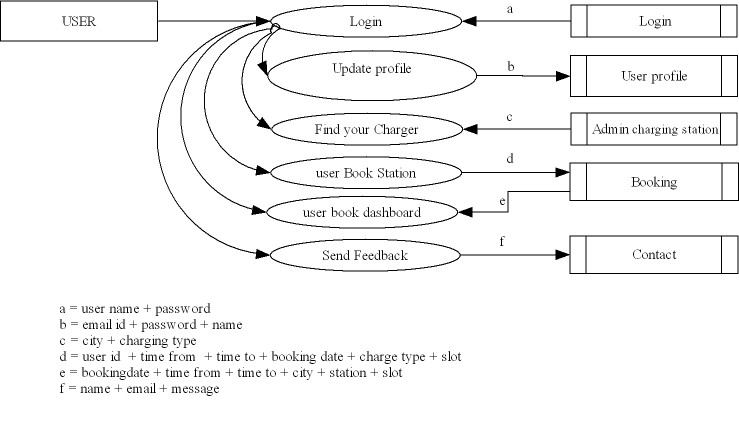 USER
Login
a
Login
Update profile
b
User profile
Find your Charger
c
Admin charging station
user Book Station
d
Booking
user book dashboard
e
Send Feedback
f
Contact
a = user name + password
b = email id + password + name
c = city + charging type
d = user id + time from + time to + booking date + charge type + slot
e = bookingdate + time from + time to + city + station + slot
f = name + email + message